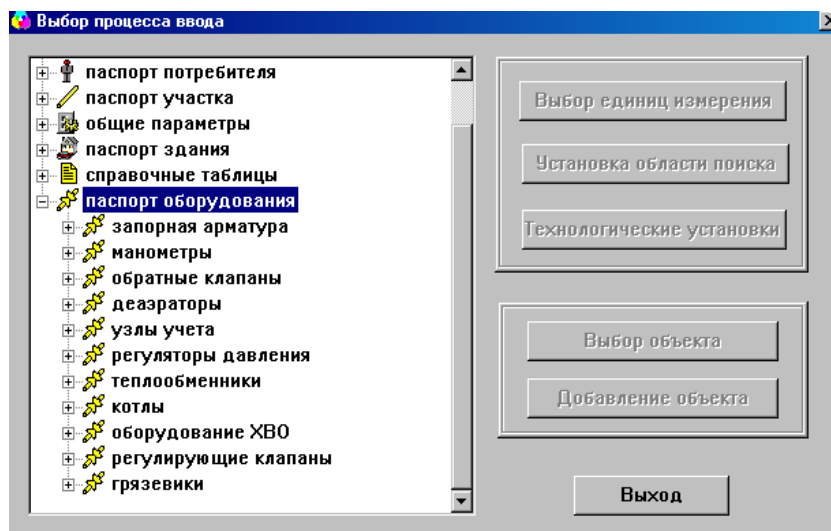 Выбор процесса ввода
паспорт потребителя
паспорт участка
общие параметры
паспорт здания
справочные таблицы
паспорт оборудования
запорная арматура
манометры
обратные клапаны
деаэраторы
узлы учета
регуляторы давления
теплообменники
котлы
оборудование ХВО
регулирующие клапаны
грязевики
Выбор единиц измерения
Установка области поиска
Технологические установки
Выбор объекта
Добавление объекта
Выход